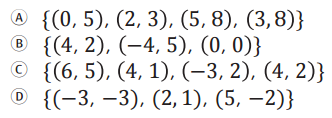 Ⓐ {(0, 5), (2, 3), (5, 8), (3,8)}
Ⓑ {(4, 2), (−4, 5), (0, 0)}
Ⓒ {(6, 5), (4, 1), (−3, 2), (4, 2)}
Ⓓ {(−3, −3), (2, 1), (5, −2)}